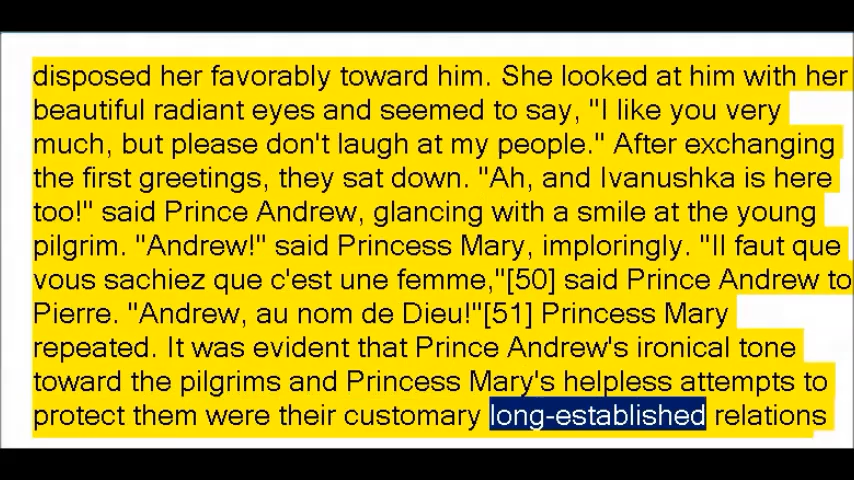 disposed her favorably toward him. She looked at him with her
beautiful radiant eyes and seemed to say, "I like you very
much, but please don't laugh at my people." After exchanging
the first greetings, they sat down. "Ah, and Ivanushka is here
too!" said Prince Andrew, glancing with a smile at the young
pilgrim. "Andrew!" said Princess Mary, imploringly. "Il faut que
vous sachiez que c'est une femme,"[50] said Prince Andrew to
Pierre. "Andrew, au nom de Dieu!"[51] Princess Mary
repeated. It was evident that Prince Andrew's ironical tone
toward the pilgrims and Princess Mary's helpless attempts to
protect them were their customary long-established relations